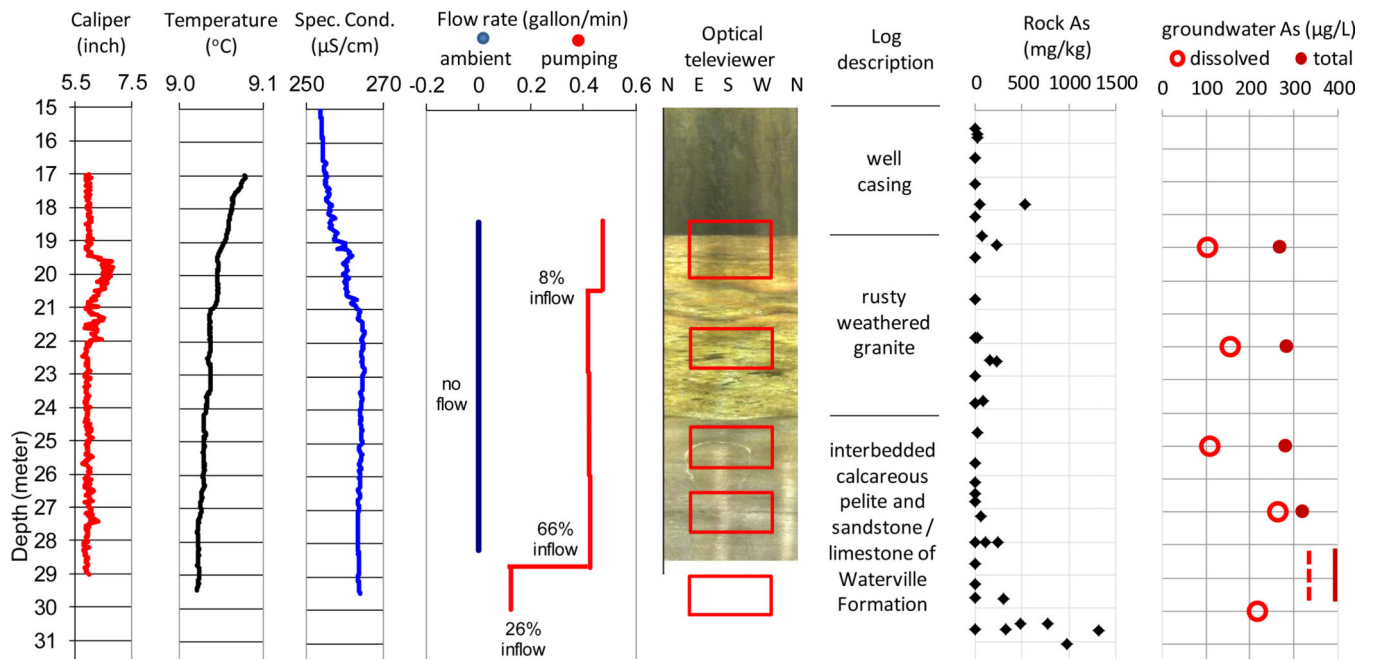 Caliper
(inch)
5.5 7.5
Temperature
(°C)
9.0 9.1
Spec. Cond.
(µS/cm)
250 270
Flow rate (gallon/min)
ambient pumping
-0.2 0 0.2 0.4 0.6
Optical
televiewer
N E S W N
Log
description
Rock As
(mg/kg)
0 500 1000 1500
groundwater As (µg/L)
dissolved total
0 100 200 300 400
Depth (meter)
15
16
17
18
19
20
21
22
23
24
25
26
27
28
29
30
31
no
flow
8%
inflow
66%
inflow
26%
inflow
well
casing
rusty
weathered
granite
interbedded
calcareous
pelite and
sandstone /
limestone of
Waterville
Formation